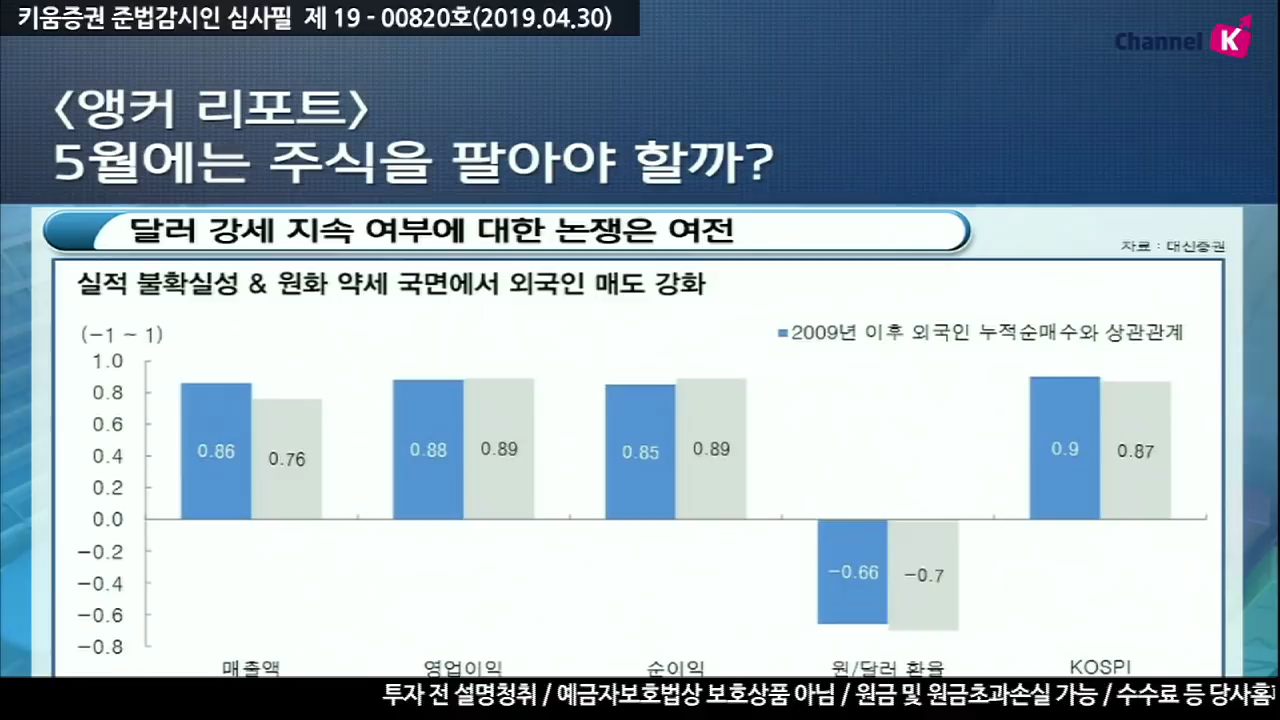 키움증권 준법감시인 심사필 제 19 - 00820호(2019.04.30)
Channel K
<앵커 리포트>
5월에는 주식을 팔아야 할까?
달러 강세 지속 여부에 대한 논쟁은 여전
자료 : 대신증권
실적 불확실성 & 원화 약세 국면에서 외국인 매도 강화
(-1 ~ 1)
2009년 이후 외국인 누적순매수와 상관관계
1.0
0.8
0.6
0.4
0.2
0.0
-0.2
-0.4
-0.6
-0.8
0.86
0.76
0.88
0.89
0.85
0.89
-0.66
-0.7
0.9
0.87
매출액
영업이익
순이익
원/달러 환율
KOSPI
투자 전 설명청취 / 예금자보호법상 보호상품 아님 / 원금 및 원금초과손실 가능 / 수수료 등 당사홈